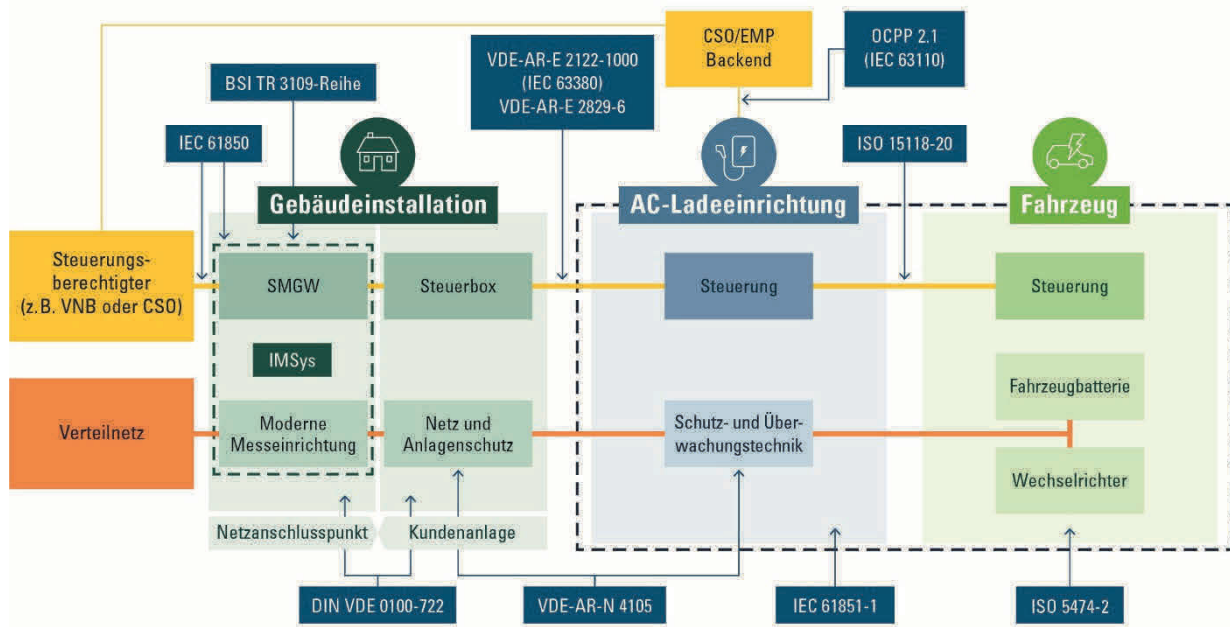 CSO/EMP
Backend
OCPP 2.1
(IEC 63110)
VDE-AR-E 2122-1000
(IEC 63380)
VDE-AR-E 2829-6
BSI TR 3109-Reihe
IEC 61850
ISO 15118-20
Gebäudeinstallation
AC-Ladeeinrichtung
Fahrzeug
Steuerungs-
berechtigter
(z.B. VNB oder CSO)
SMGW
Steuerbox
Steuerung
Steuerung
IMSys
Verteilnetz
Moderne
Messeinrichtung
Netz und
Anlagenschutz
Schutz- und Über-
wachungstechnik
Fahrzeugbatterie
Wechselrichter
Netzanschlusspunkt
Kundenanlage
DIN VDE 0100-722
VDE-AR-N 4105
IEC 61851-1
ISO 5474-2